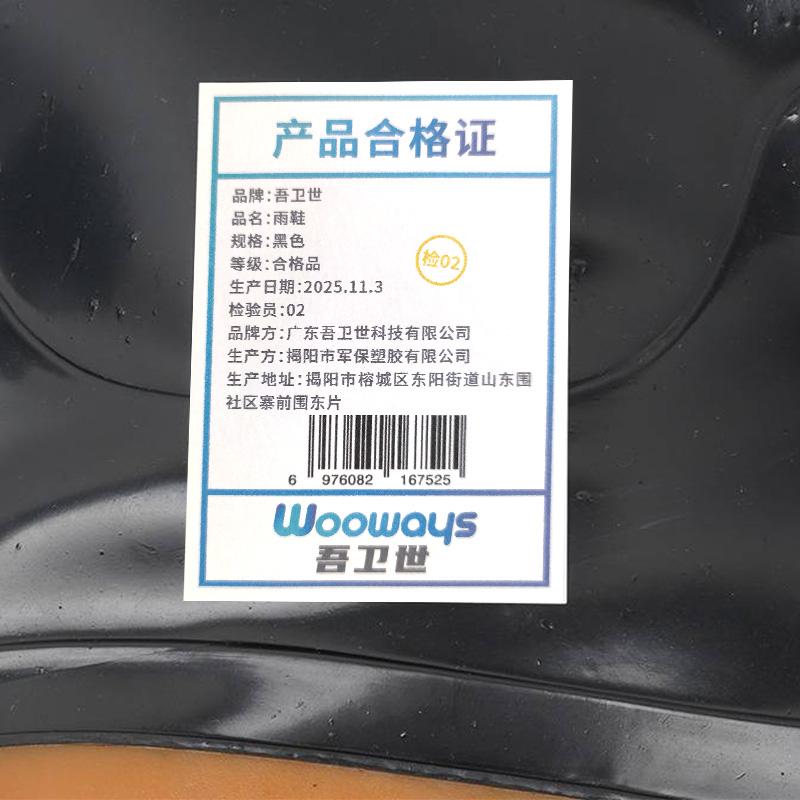 产品合格证
品牌:吾卫世
品名:雨鞋
规格:黑色
等级:合格品
检02
生产日期:2025.11.3
检验员:02
品牌方:广东吾卫世科技有限公司
生产方:揭阳市军保塑胶有限公司
生产地址:揭阳市榕城区东阳街道山东围
社区寨前围东片
6 976082 167525
Wooways
吾卫世